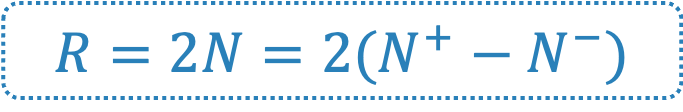 R = 2N = 2(N⁺ − N⁻)